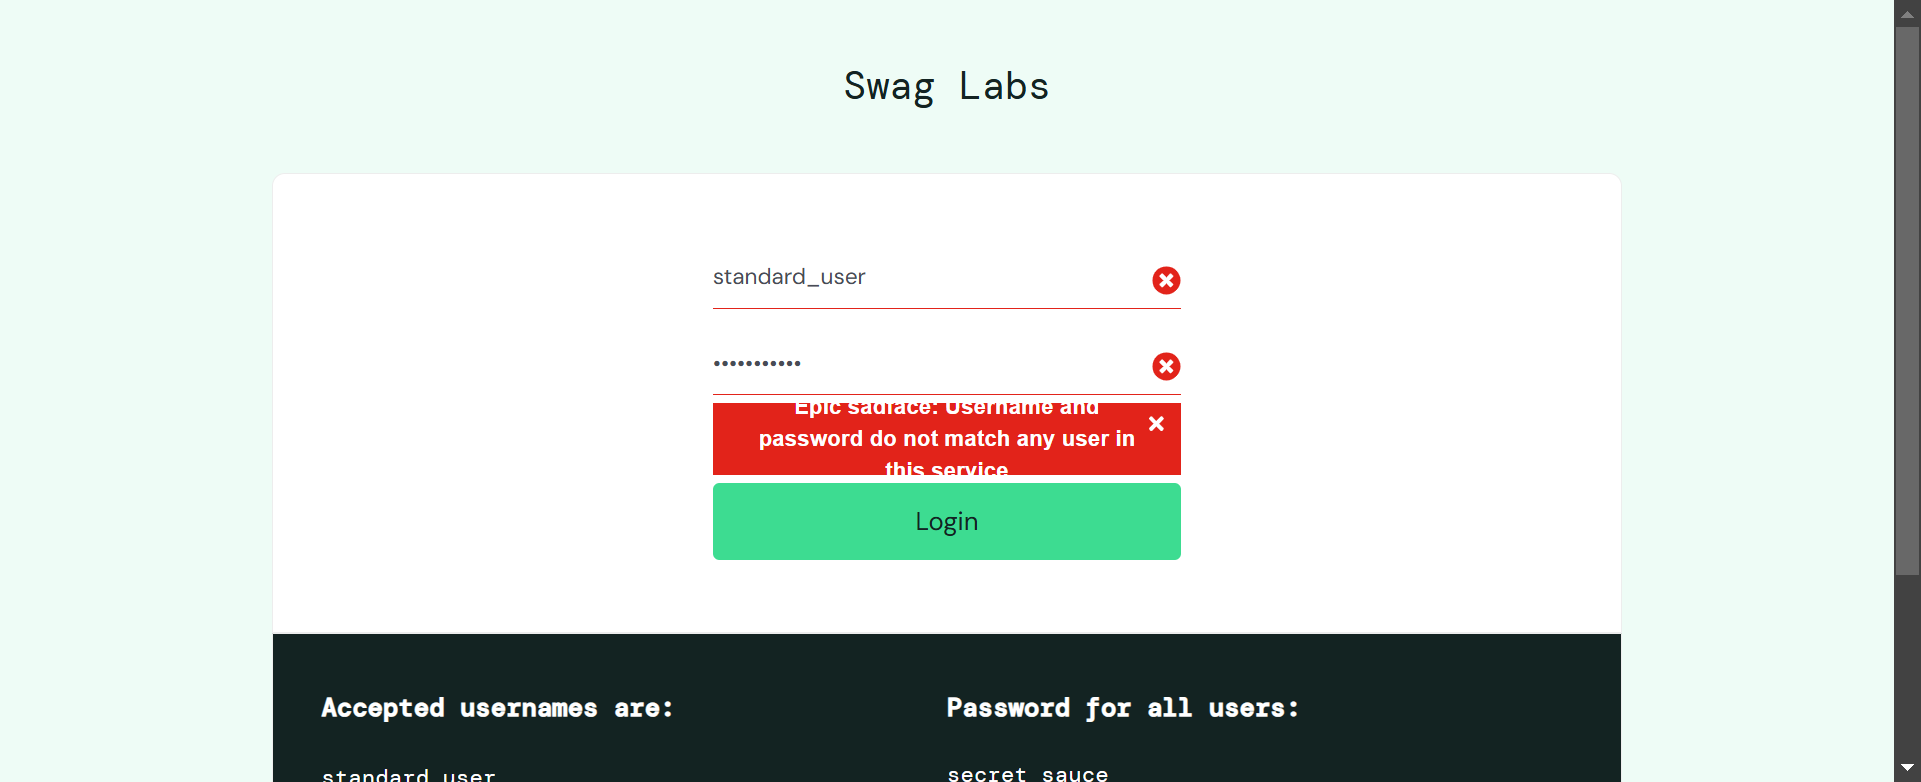 Swag Labs
standard_user
•••••••••••
Epic sadface: Username and
password do not match any user in
this service
Login
Accepted usernames are:
standard_user
Password for all users:
secret_sauce